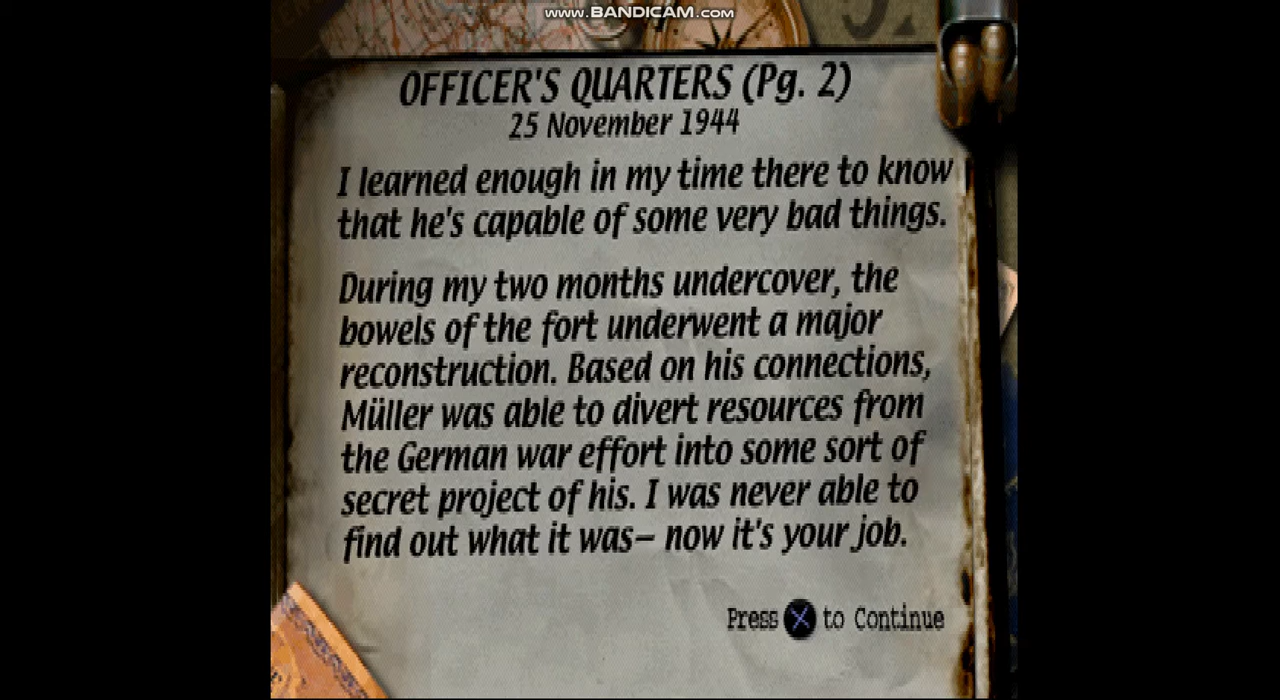 www.BANDICAM.com
OFFICER'S QUARTERS (Pg. 2)
25 November 1944
I learned enough in my time there to know
that he's capable of some very bad things.
During my two months undercover, the
bowels of the fort underwent a major
reconstruction. Based on his connections,
Müller was able to divert resources from
the German war effort into some sort of
secret project of his. I was never able to
find out what it was– now it's your job.
Press X to Continue